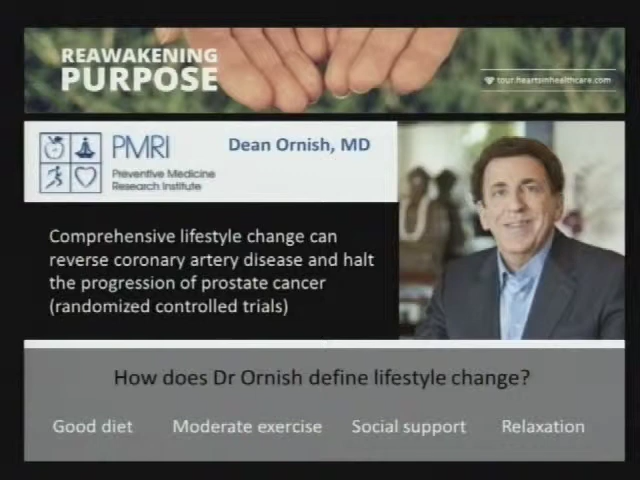 REAWAKENING
PURPOSE
tour.heartsinhealthcare.com
PMRI
Preventive Medicine
Research Institute
Dean Ornish, MD
Comprehensive lifestyle change can
reverse coronary artery disease and halt
the progression of prostate cancer
(randomized controlled trials)
How does Dr Ornish define lifestyle change?
Good diet Moderate exercise Social support Relaxation